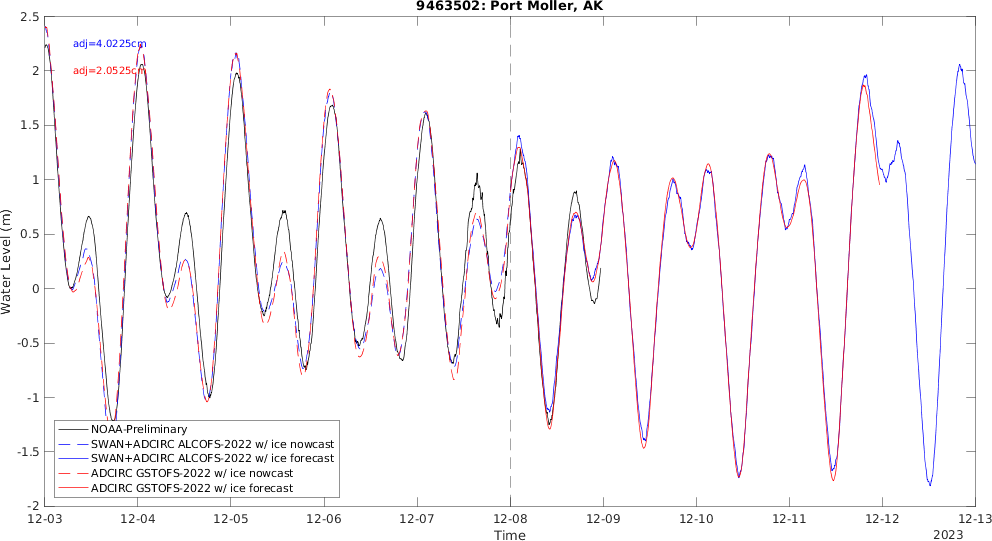 9463502: Port Moller, AK
adj=4.0225cm
adj=2.0525cm
Water Level (m)
2.5
2
1.5
1
0.5
0
-0.5
-1
-1.5
-2
NOAA-Preliminary
SWAN+ADCIRC ALCOFS-2022 w/ ice nowcast
SWAN+ADCIRC ALCOFS-2022 w/ ice forecast
ADCIRC GSTOFS-2022 w/ ice nowcast
ADCIRC GSTOFS-2022 w/ ice forecast
12-03 12-04 12-05 12-06 12-07 12-08 12-09 12-10 12-11 12-12 12-13
Time
2023